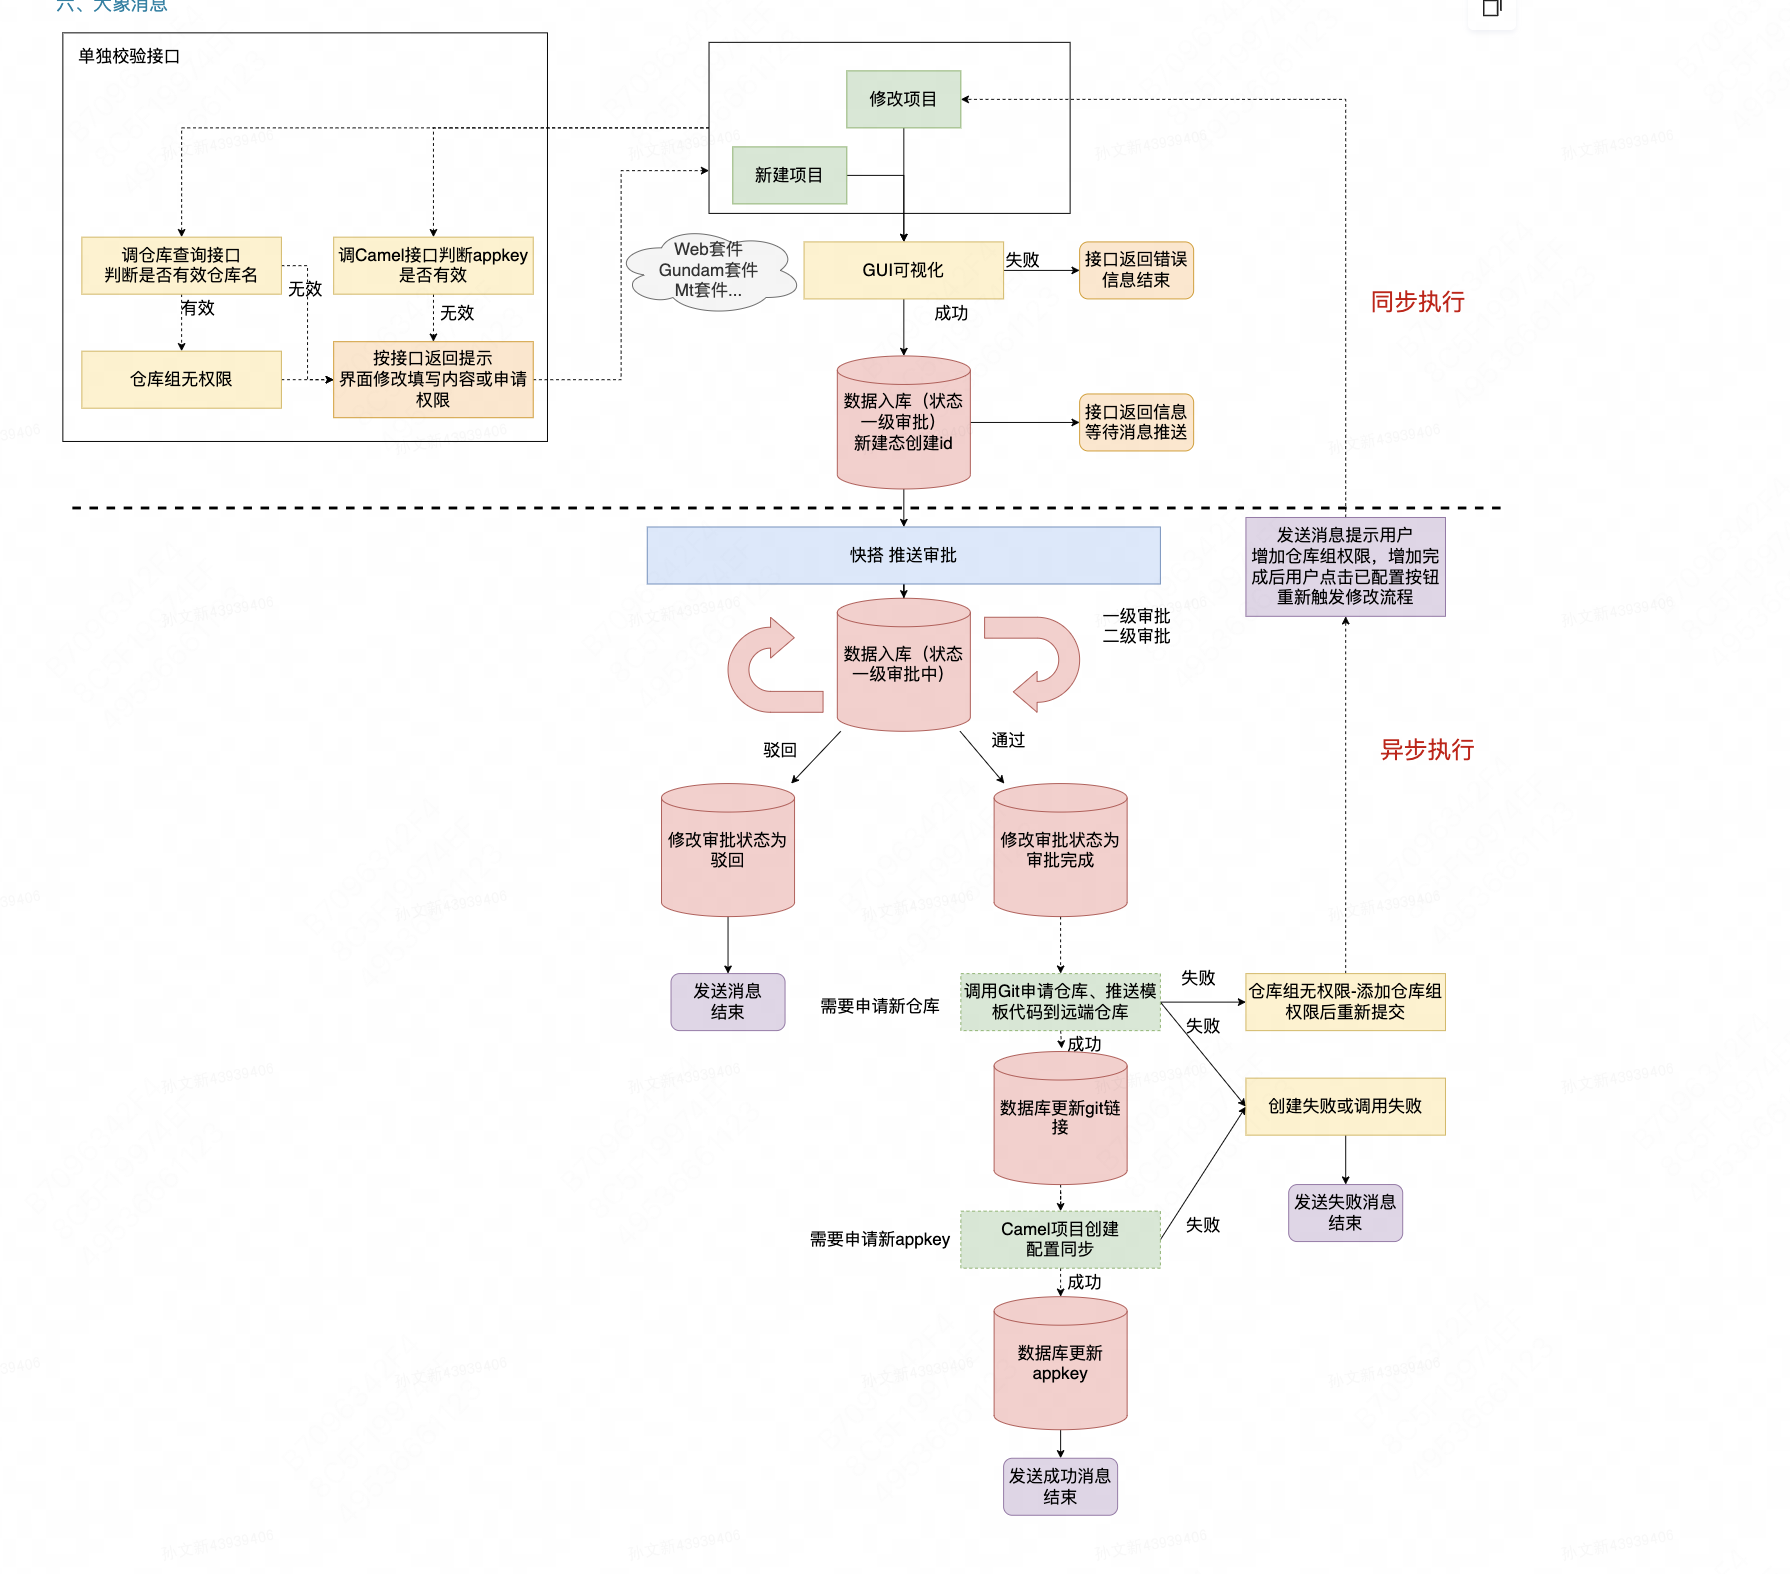 六、大象消息
单独校验接口
修改项目
新建项目
调仓库查询接口
判断是否有效仓库名
调Camel接口判断appkey
是否有效
无效
有效
无效
仓库组无权限
按接口返回提示
界面修改填写内容或申请
权限
Web套件
Gundam套件
Mt套件...
GUI可视化
失败
接口返回错误
信息结束
成功
同步执行
数据入库（状态
一级审批）
新建态创建id
接口返回信息
等待消息推送
快搭 推送审批
发送消息提示用户
增加仓库组权限，增加完
成后用户点击已配置按钮
重新触发修改流程
数据入库（状态
一级审批中）
一级审批
二级审批
驳回
通过
异步执行
修改审批状态为
驳回
修改审批状态为
审批完成
发送消息
结束
需要申请新仓库
调用Git申请仓库、推送模
板代码到远端仓库
失败
仓库组无权限-添加仓库组
权限后重新提交
失败
成功
数据库更新git链
接
创建失败或调用失败
发送失败消息
结束
需要申请新appkey
Camel项目创建
配置同步
失败
成功
数据库更新
appkey
发送成功消息
结束
孙文新43939406